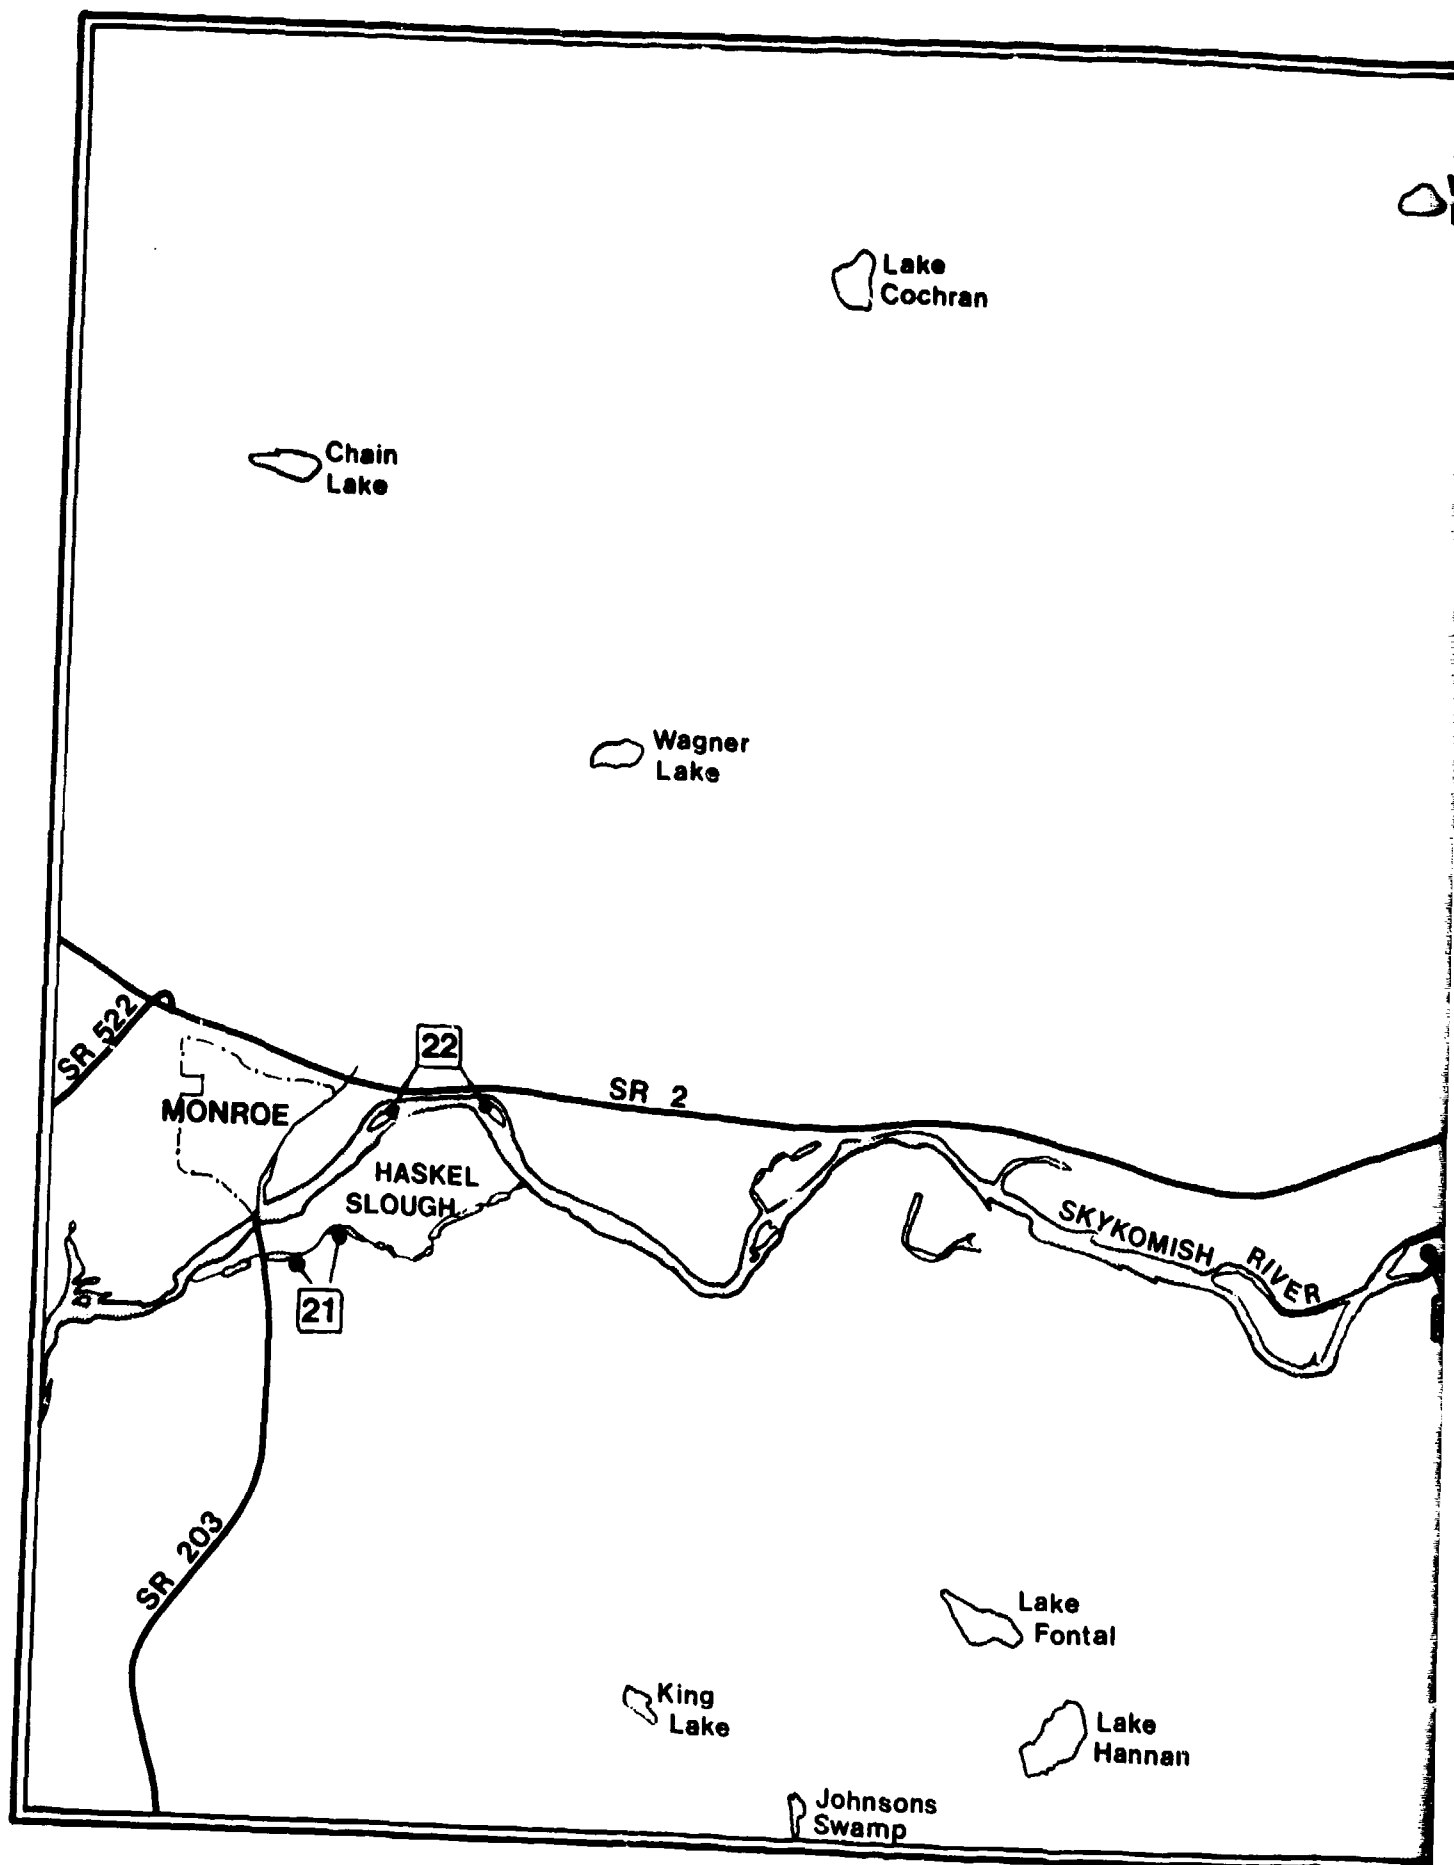 Lake
Cochran
Chain
Lake
Wagner
Lake
SR 522
22
MONROE
SR 2
HASKEL
SLOUGH
SKYKOMISH RIVER
21
SR 203
Lake
Fontal
King
Lake
Lake
Hannan
Johnsons
Swamp